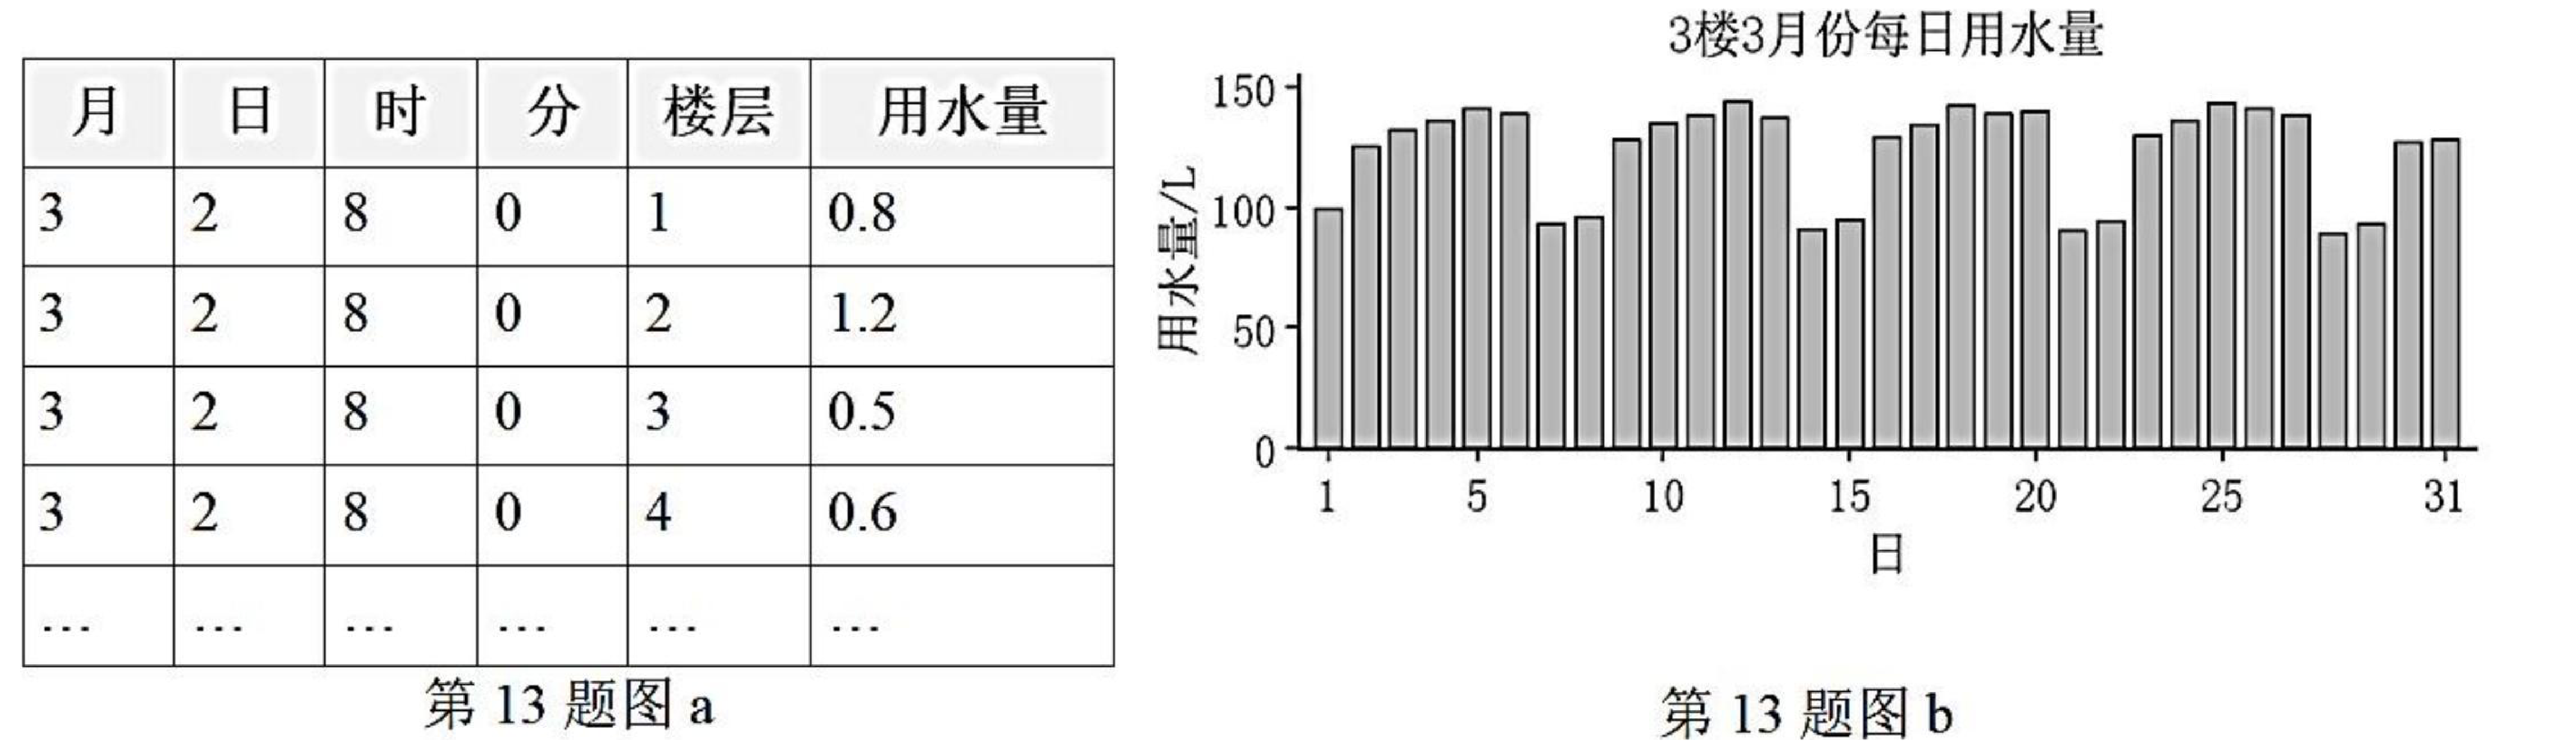 月 日 时 分 楼层 用水量
3 2 8 0 1 0.8
3 2 8 0 2 1.2
3 2 8 0 3 0.5
3 2 8 0 4 0.6
… … … … … …
第 13 题图 a
3楼3月份每日用水量
用水量/L
150
100
50
0
1 5 10 15 20 25 31
日
第 13 题图 b